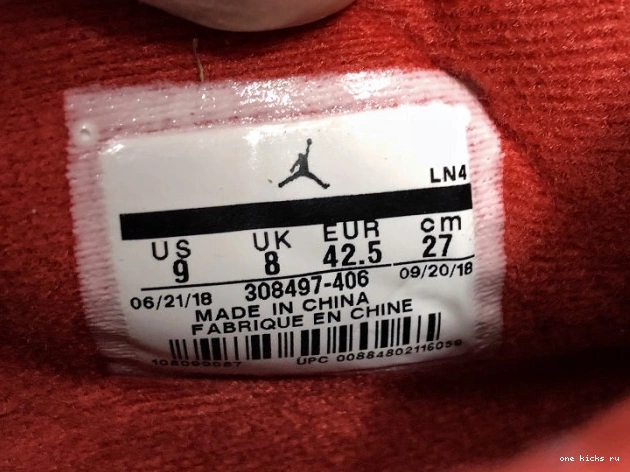 LN4
US UK EUR cm
9 8 42.5 27
06/21/18 308497-406 09/20/18
MADE IN CHINA
FABRIQUE EN CHINE
UPC 00884802116059
one kicks ru